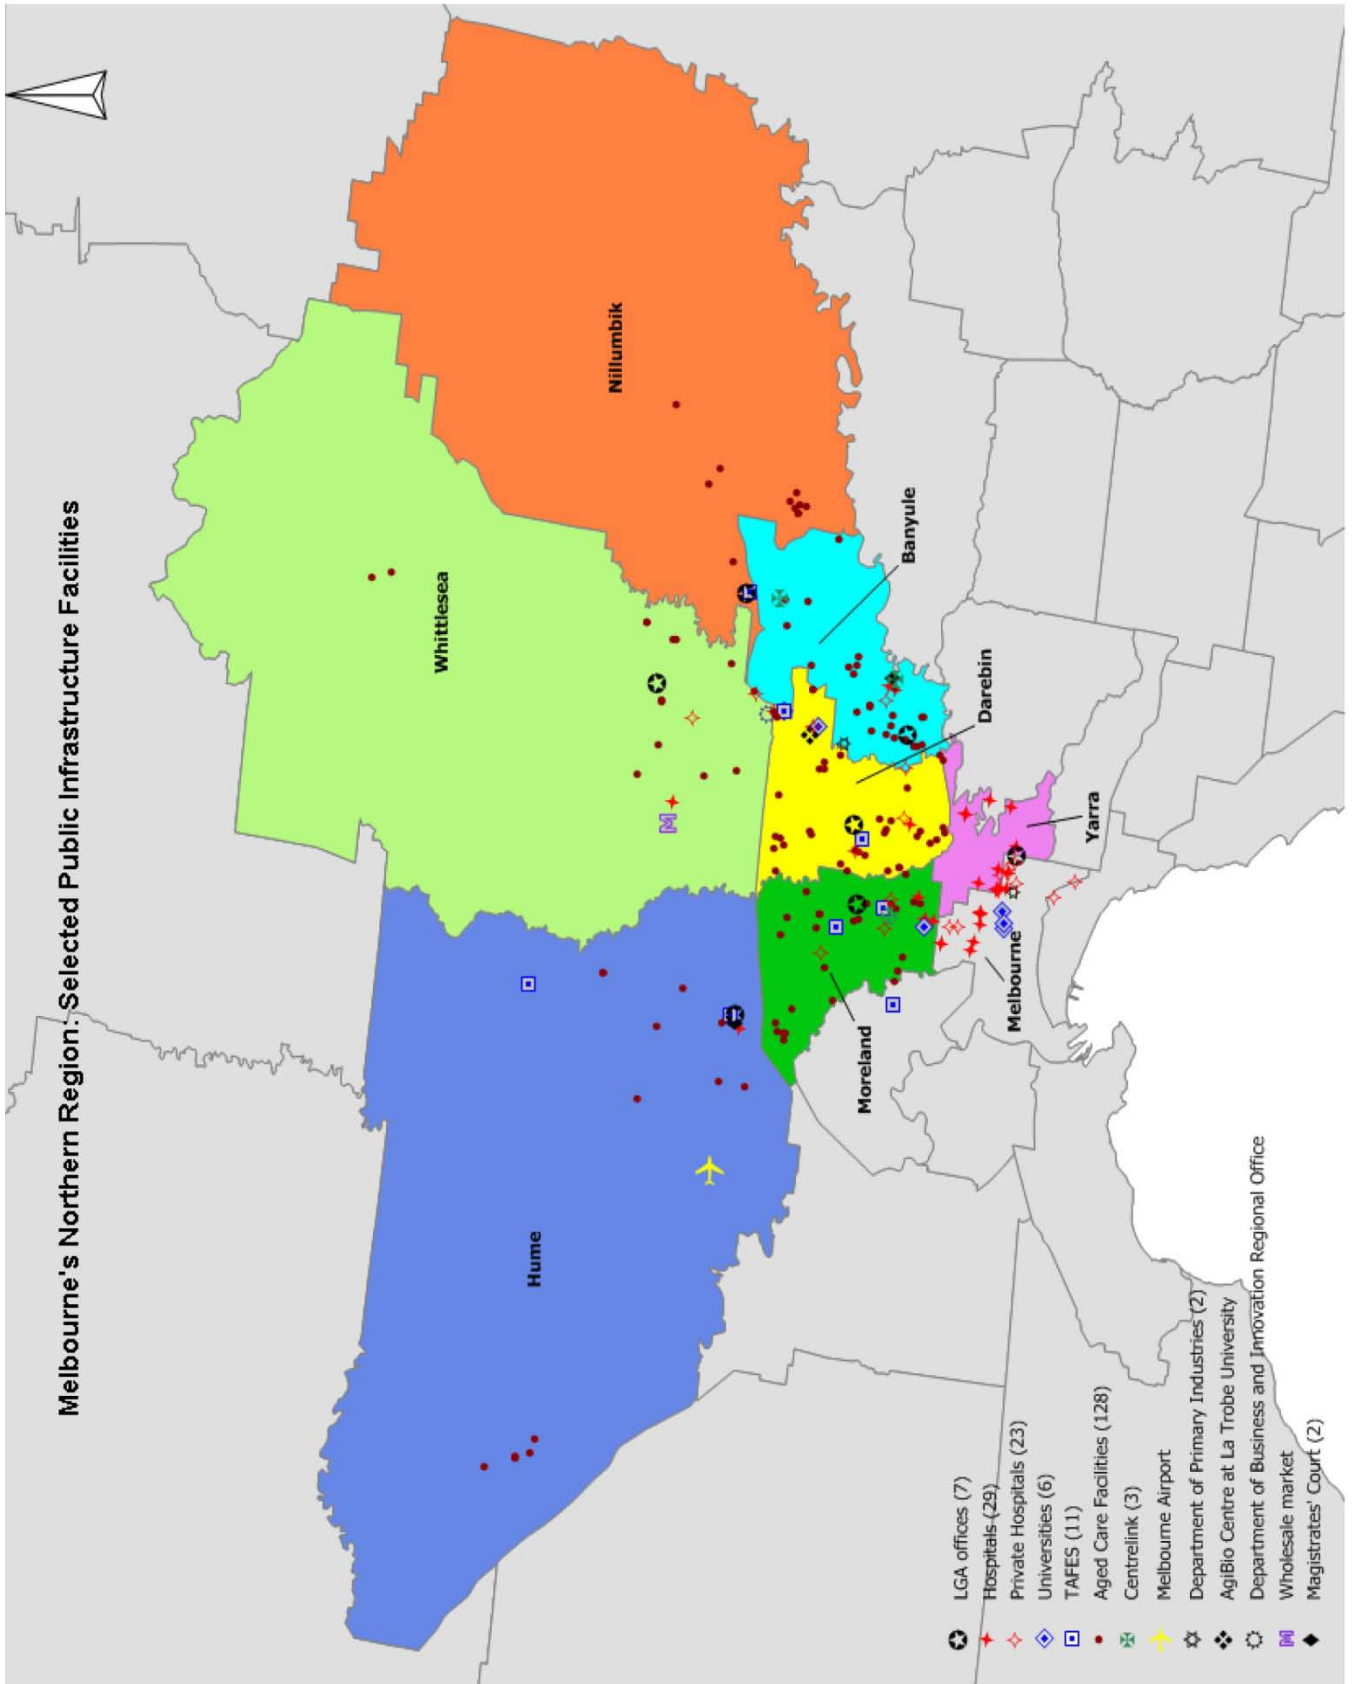 Melbourne's Northern Region: Selected Public Infrastructure Facilities
Whittlesea
Nillumbik
Hume
Banyule
Darebin
Moreland
Yarra
Melbourne
LGA offices (7)
Hospitals (29)
Private Hospitals (23)
Universities (6)
TAFES (11)
Aged Care Facilities (128)
Centrelink (3)
Melbourne Airport
Department of Primary Industries (2)
AgiBio Centre at La Trobe University
Department of Business and Innovation Regional Office
M Wholesale market
Magistrates' Court (2)
M